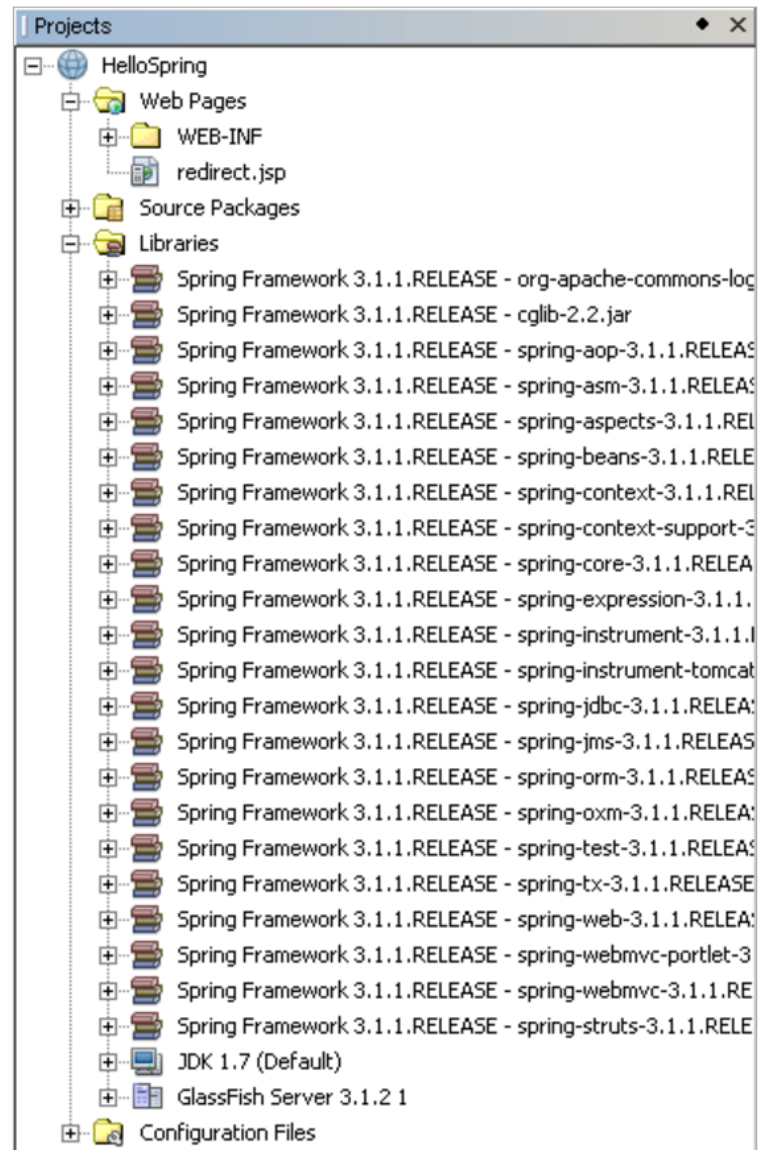 Projects
HelloSpring
Web Pages
WEB-INF
redirect.jsp
Source Packages
Libraries
Spring Framework 3.1.1.RELEASE - org-apache-commons-log
Spring Framework 3.1.1.RELEASE - cglib-2.2.jar
Spring Framework 3.1.1.RELEASE - spring-aop-3.1.1.RELEAS
Spring Framework 3.1.1.RELEASE - spring-asm-3.1.1.RELEAS
Spring Framework 3.1.1.RELEASE - spring-aspects-3.1.1.REL
Spring Framework 3.1.1.RELEASE - spring-beans-3.1.1.RELE
Spring Framework 3.1.1.RELEASE - spring-context-3.1.1.REL
Spring Framework 3.1.1.RELEASE - spring-context-support-3
Spring Framework 3.1.1.RELEASE - spring-core-3.1.1.RELEA
Spring Framework 3.1.1.RELEASE - spring-expression-3.1.1.
Spring Framework 3.1.1.RELEASE - spring-instrument-3.1.1.
Spring Framework 3.1.1.RELEASE - spring-instrument-tomcat
Spring Framework 3.1.1.RELEASE - spring-jdbc-3.1.1.RELEAS
Spring Framework 3.1.1.RELEASE - spring-jms-3.1.1.RELEAS
Spring Framework 3.1.1.RELEASE - spring-orm-3.1.1.RELEAS
Spring Framework 3.1.1.RELEASE - spring-oxm-3.1.1.RELEAS
Spring Framework 3.1.1.RELEASE - spring-test-3.1.1.RELEAS
Spring Framework 3.1.1.RELEASE - spring-tx-3.1.1.RELEASE
Spring Framework 3.1.1.RELEASE - spring-web-3.1.1.RELEAS
Spring Framework 3.1.1.RELEASE - spring-webmvc-portlet-3
Spring Framework 3.1.1.RELEASE - spring-webmvc-3.1.1.RE
Spring Framework 3.1.1.RELEASE - spring-struts-3.1.1.RELE
JDK 1.7 (Default)
GlassFish Server 3.1.2 1
Configuration Files